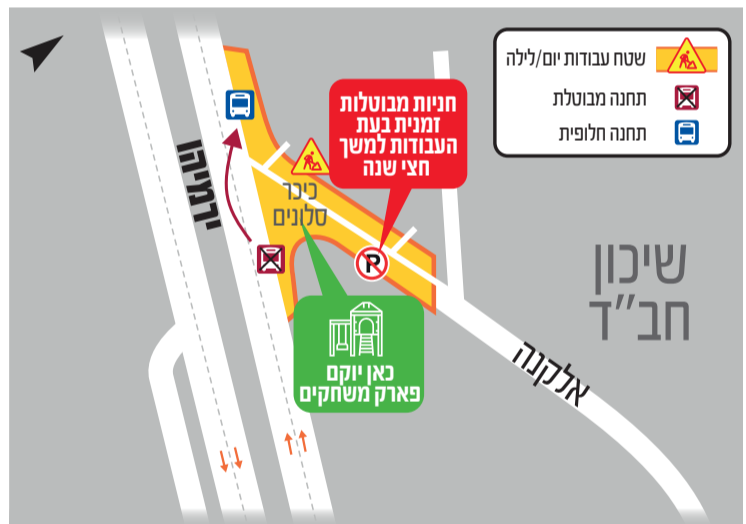 שטח עבודות יום/לילה
תחנה מבוטלת
תחנה חלופית
חניות מבוטלות
זמנית בעת
העבודות למשך
חצי שנה
ירמיהו
כיכר
סלונים
P
שיכון
חב"ד
כאן יוקם
פארק משחקים
אלקנה